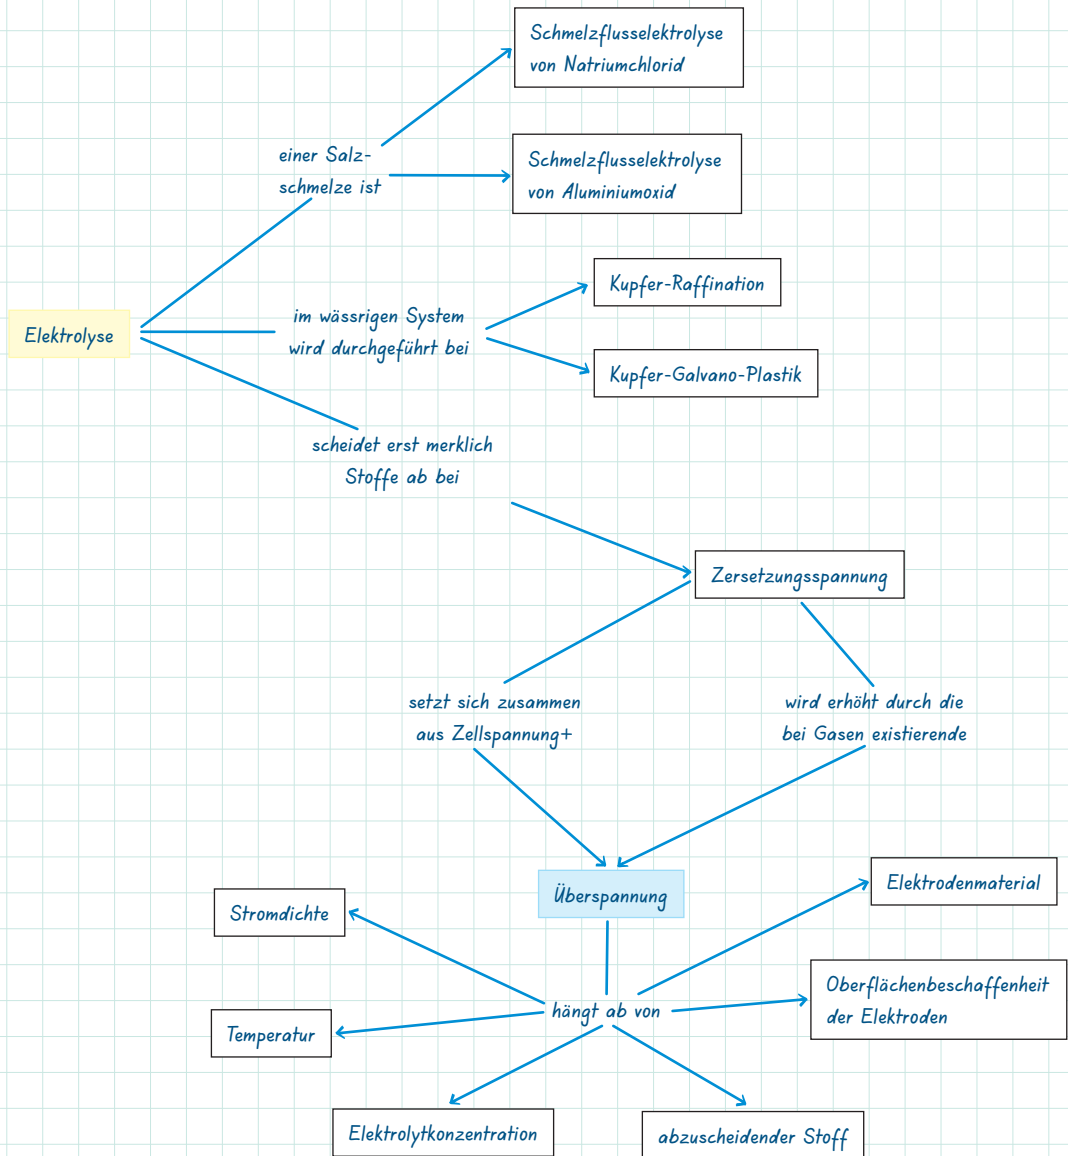 Schmelzflusselektrolyse
von Natriumchlorid
einer Salz-
schmelze ist
Schmelzflusselektrolyse
von Aluminiumoxid
Kupfer-Raffination
Elektrolyse
im wässrigen System
wird durchgeführt bei
Kupfer-Galvano-Plastik
scheidet erst merklich
Stoffe ab bei
Zersetzungsspannung
setzt sich zusammen
aus Zellspannung+
wird erhöht durch die
bei Gasen existierende
Überspannung
Elektrodenmaterial
Stromdichte
Oberflächenbeschaffenheit
der Elektroden
hängt ab von
Temperatur
Elektrolytkonzentration
abzuscheidender Stoff